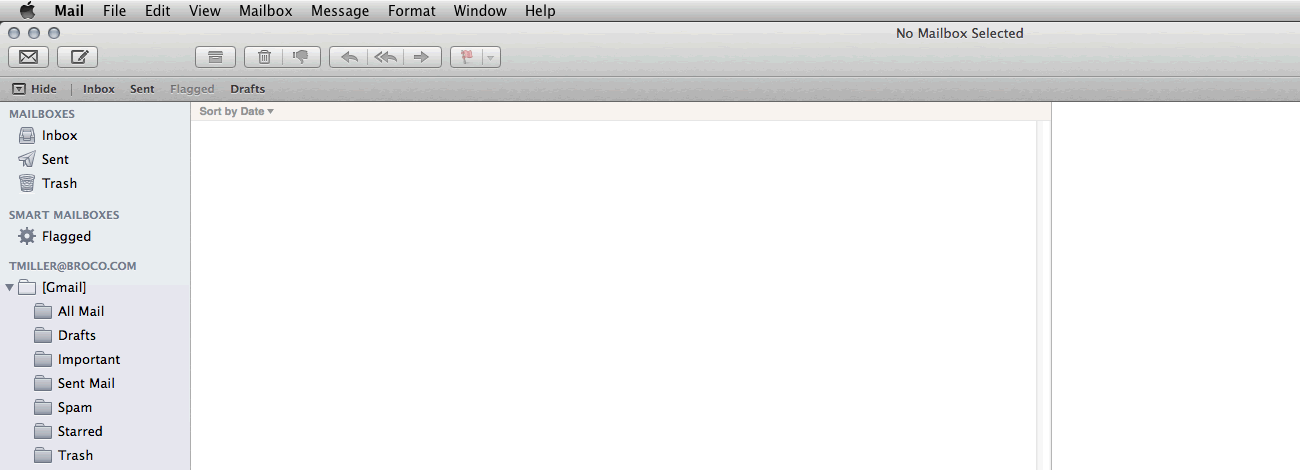 Mail File Edit View Mailbox Message Format Window Help
No Mailbox Selected
Hide | Inbox Sent Flagged Drafts
MAILBOXES
Sort by Date
Inbox
Sent
Trash
SMART MAILBOXES
Flagged
TMILLER@BROCO.COM
[Gmail]
All Mail
Drafts
Important
Sent Mail
Spam
Starred
Trash